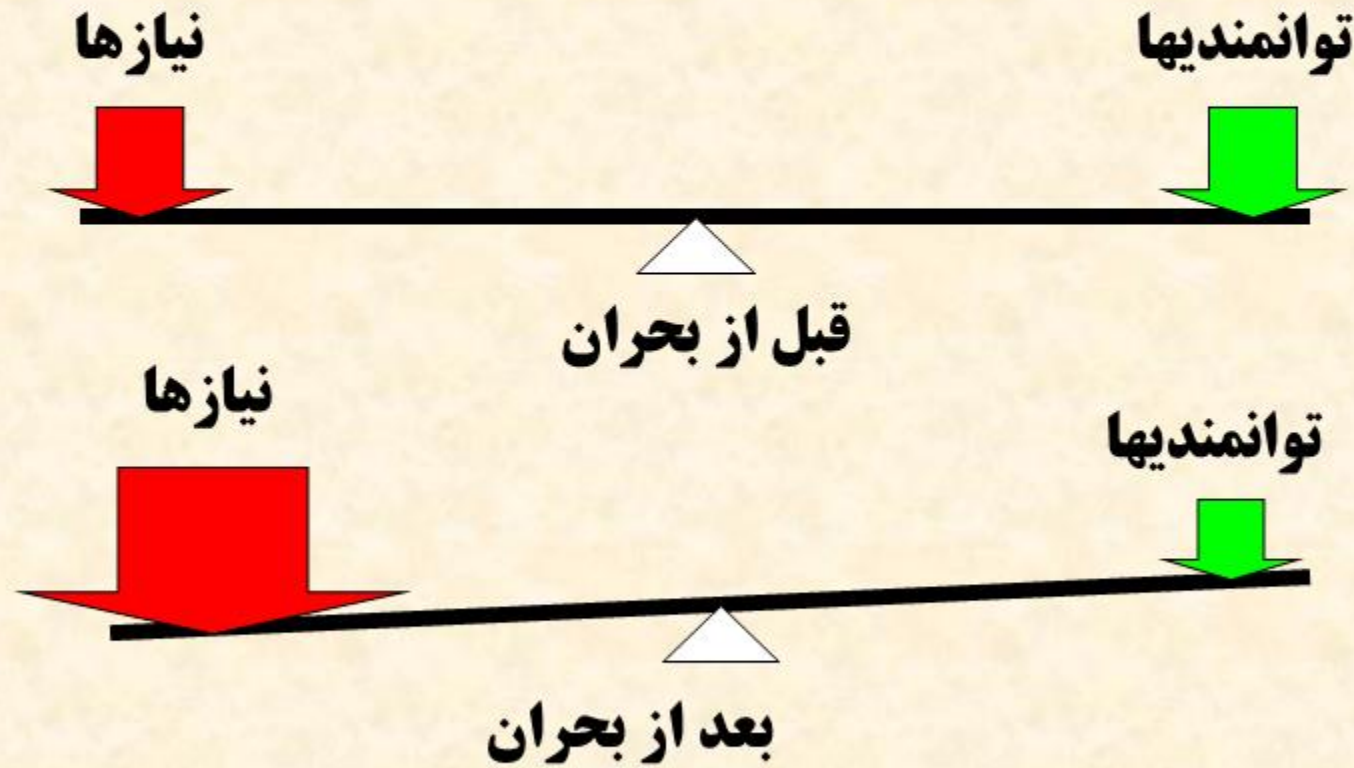 توانمندیها
نیازها
قبل از بحران
نیازها
توانمندیها
بعد از بحران